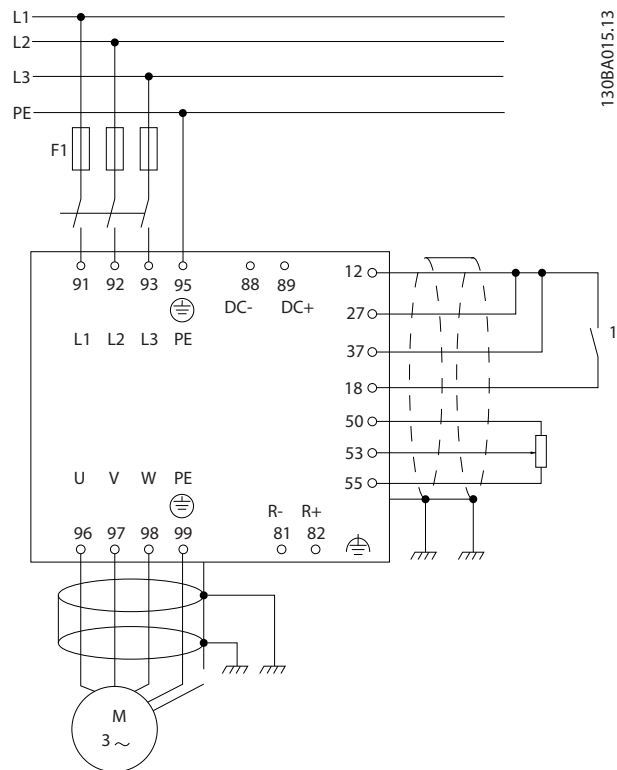 L1
L2
L3
PE
130BA015.13
F1
91 92 93 95 88 89
DC- DC+
L1 L2 L3 PE
12
27
37
18
50
53
55
1
U V W PE
R- R+
96 97 98 99 81 82
M
3 ~